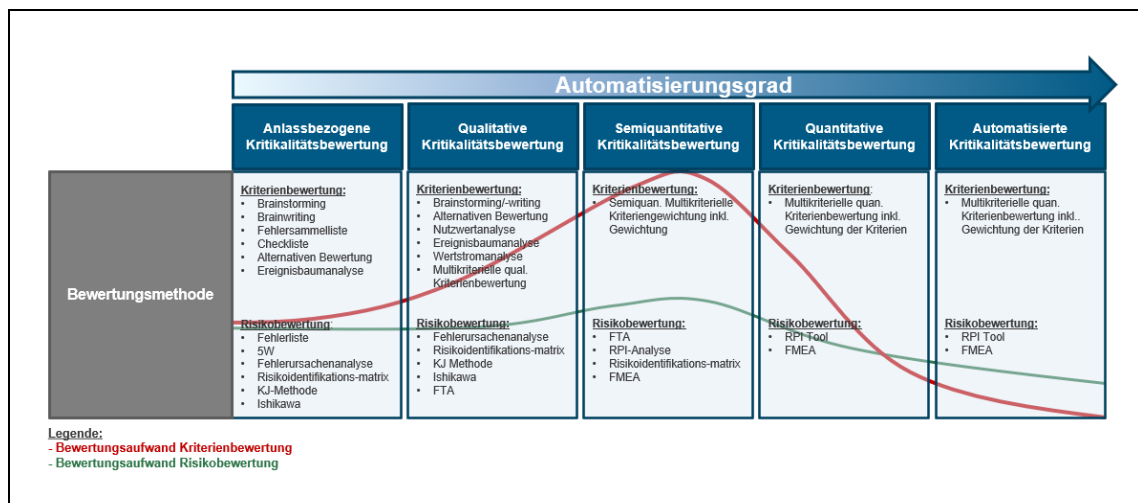 Automatisierungsgrad
Anlassbezogene
Kritikalitätsbewertung
Qualitative
Kritikalitätsbewertung
Semiquantitative
Kritikalitätsbewertung
Quantitative
Kritikalitätsbewertung
Automatisierte
Kritikalitätsbewertung
Bewertungsmethode
Kriterienbewertung:
• Brainstorming
• Brainwriting
• Fehlersammelliste
• Checkliste
• Alternativen Bewertung
• Ereignisbaumanalyse
Risikobewertung:
• Fehlerliste
• 5W
• Fehlerursachenanalyse
• Risikoidentifikations-matrix
• KJ-Methode
• Ishikawa
Kriterienbewertung:
• Brainstorming/-writing
• Alternativen Bewertung
• Nutzwertanalyse
• Ereignisbaumanalyse
• Wertstromanalyse
• Multikriterielle qual.
Kriterienbewertung
Risikobewertung:
• Fehlerursachenanalyse
• Risikoidentifikations-matrix
• KJ Methode
• Ishikawa
• FTA
Kriterienbewertung:
• Semiquan. Multikriterielle
Kriteriengewichtung inkl.
Gewichtung
Risikobewertung:
• FTA
• RPI-Analyse
• Risikoidentifikations-matrix
• FMEA
Kriterienbewertung:
• Multikriterielle quan.
Kriterienbewertung inkl.
Gewichtung der Kriterien
Risikobewertung:
• RPI Tool
• FMEA
Kriterienbewertung:
• Multikriterielle quan.
Kriterienbewertung inkl..
Gewichtung der Kriterien
Risikobewertung:
• RPI Tool
• FMEA
Legende:
- Bewertungsaufwand Kriterienbewertung
- Bewertungsaufwand Risikobewertung